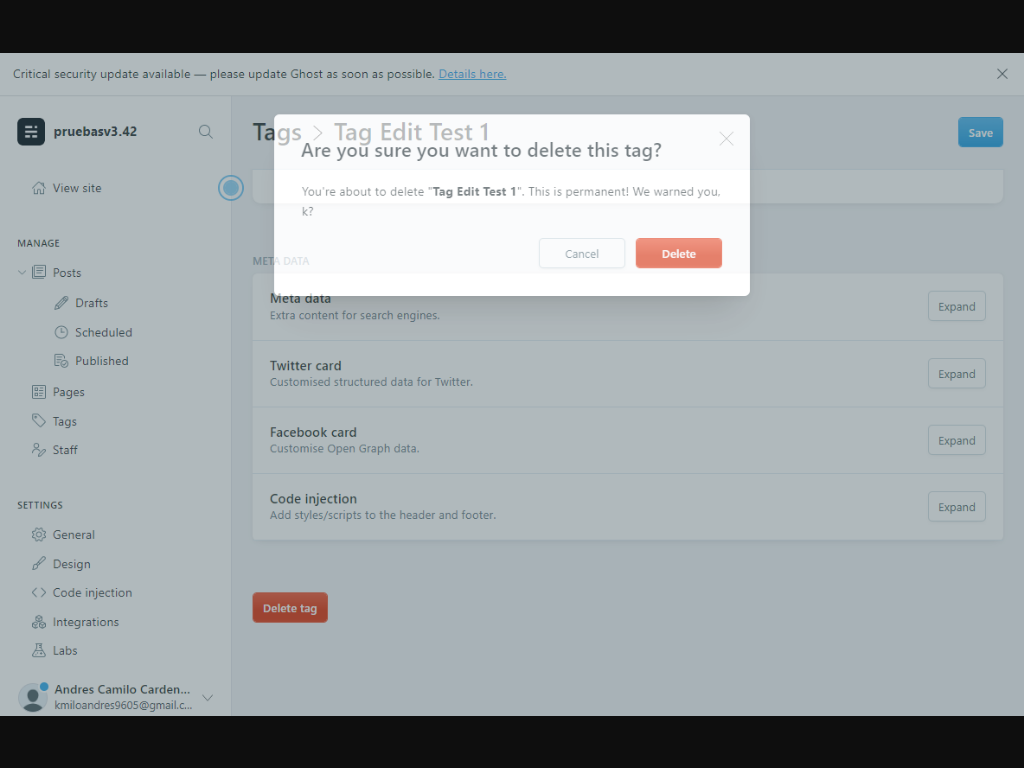 Critical security update available — please update Ghost as soon as possible. Details here.
pruebasv3.42
View site
MANAGE
Posts
Drafts
Scheduled
Published
Pages
Tags
Staff
SETTINGS
General
Design
Code injection
Integrations
Labs
Andres Camilo Carden...
kmiloandres9605@gmail.c...
Tags > Tag Edit Test 1
Save
Are you sure you want to delete this tag?
You're about to delete "Tag Edit Test 1". This is permanent! We warned you,
k?
Cancel
Delete
META DATA
Meta data
Extra content for search engines.
Expand
Twitter card
Customised structured data for Twitter.
Expand
Facebook card
Customise Open Graph data.
Expand
Code injection
Add styles/scripts to the header and footer.
Expand
Delete tag